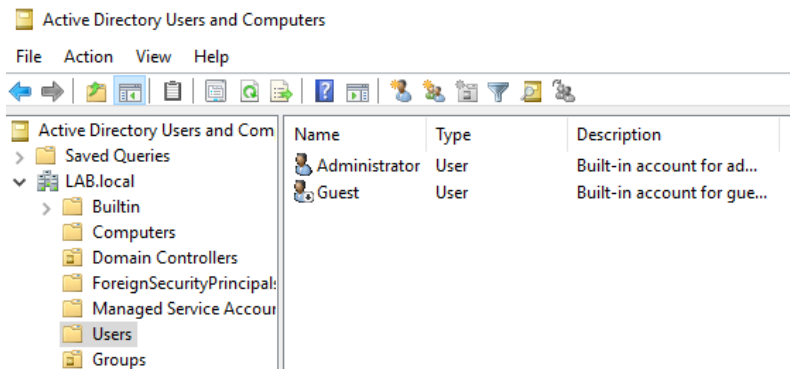 Active Directory Users and Computers
File Action View Help
Active Directory Users and Com
Saved Queries
LAB.local
Builtin
Computers
Domain Controllers
ForeignSecurityPrincipals
Managed Service Accour
Users
Groups
Name Type Description
Administrator User Built-in account for ad...
Guest User Built-in account for gue...